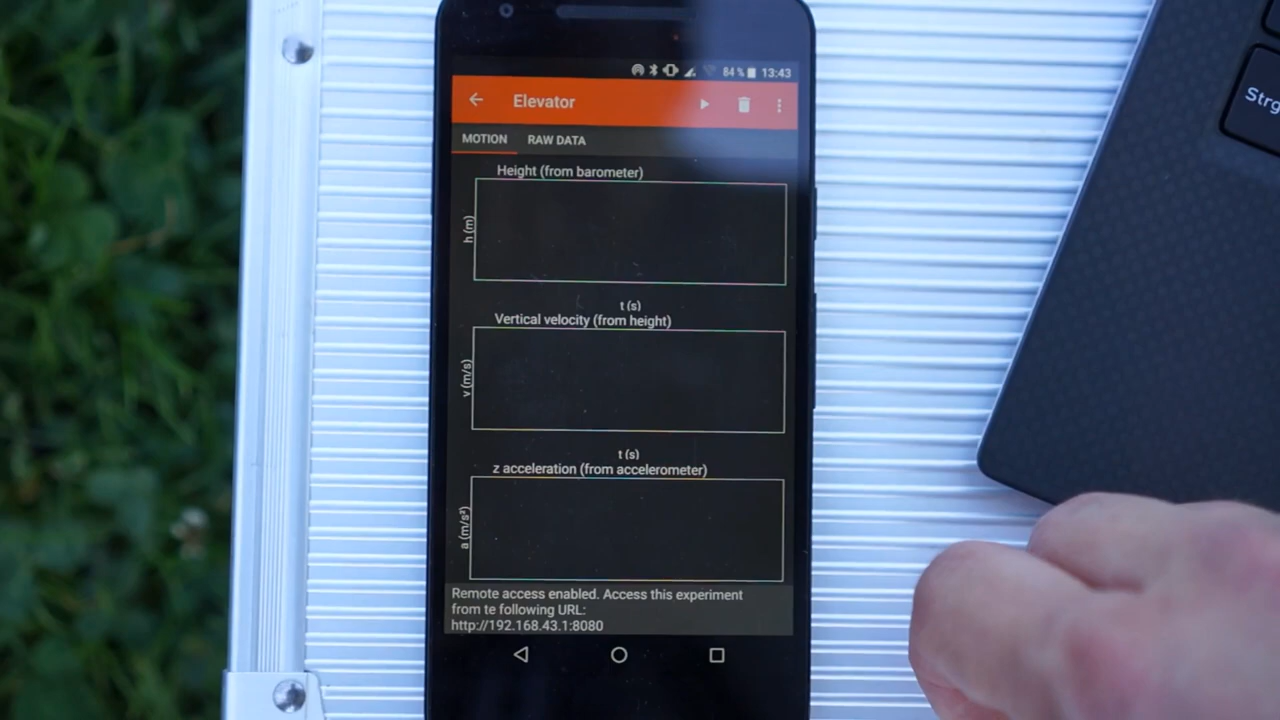 84 % 13:43
Elevator
MOTION RAW DATA
Height (from barometer)
h (m)
t (s)
Vertical velocity (from height)
v (m/s)
t (s)
z acceleration (from accelerometer)
a (m/s²)
Remote access enabled. Access this experiment
from te following URL:
http://192.168.43.1:8080
Strg